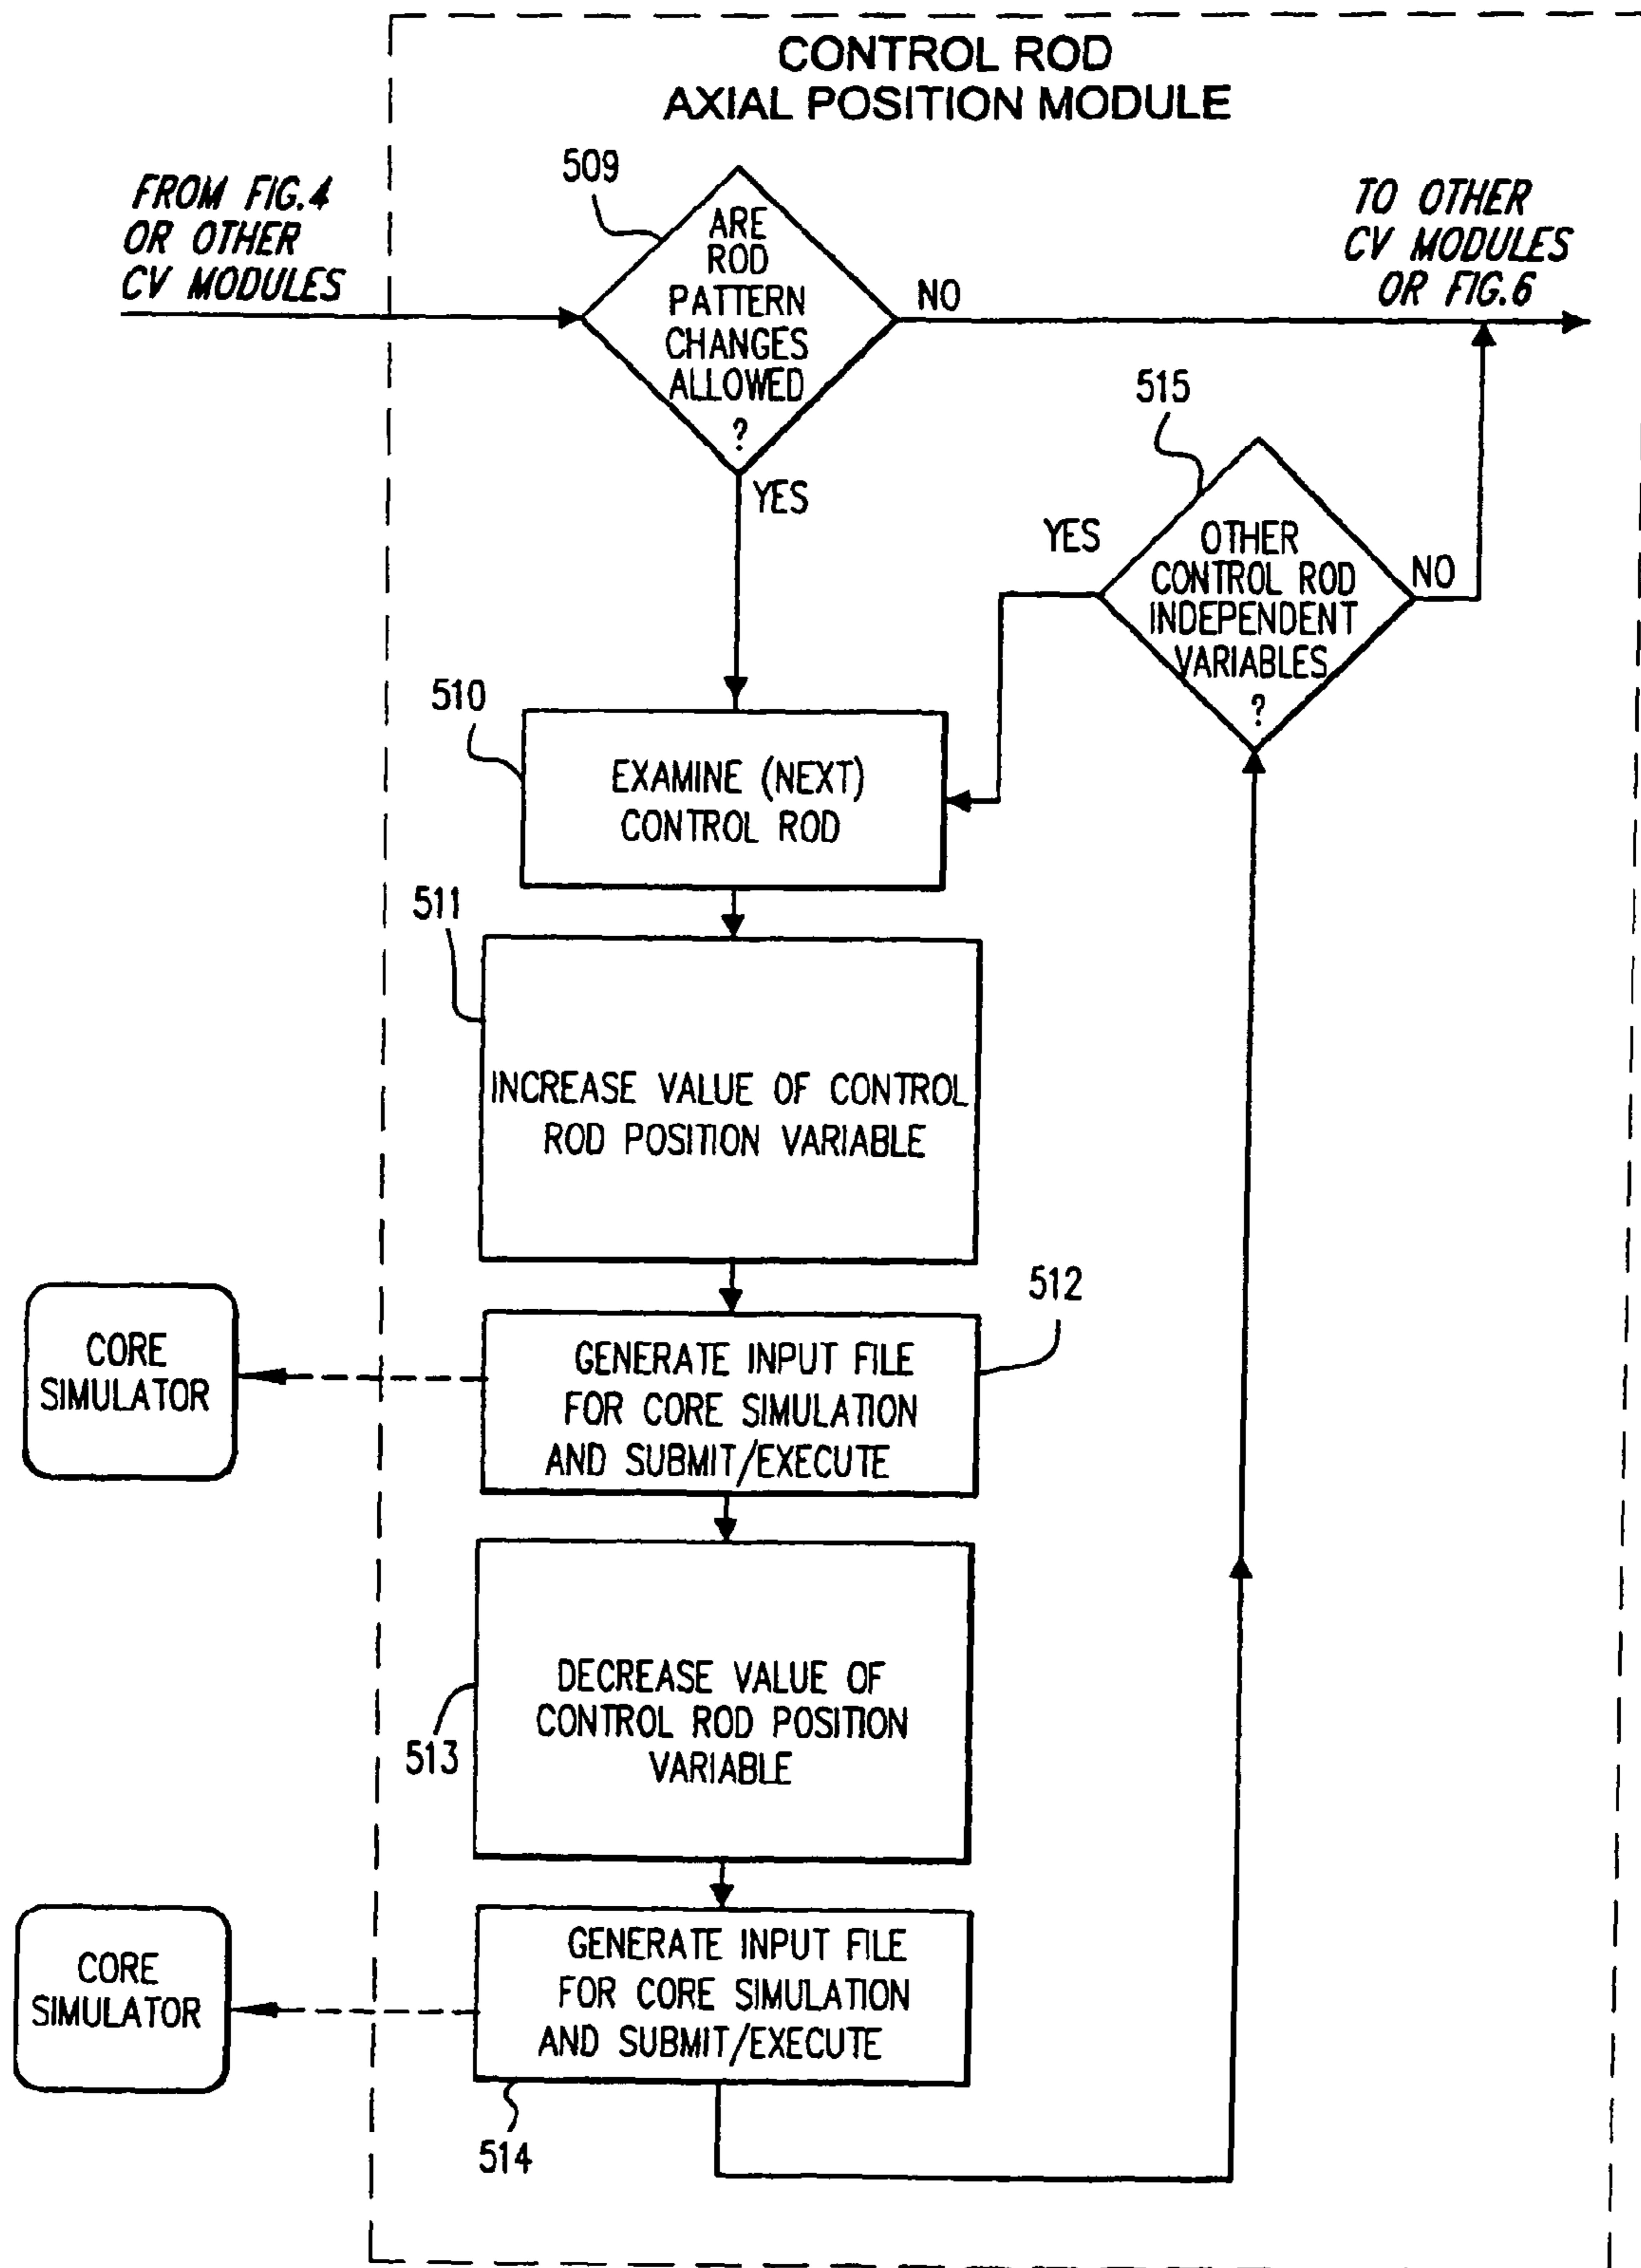 CONTROL ROD
AXIAL POSITION MODULE
FROM FIG.4
OR OTHER
CV MODULES
509
ARE
ROD
PATTERN
CHANGES
ALLOWED
?
NO
YES
TO OTHER
CV MODULES
OR FIG.6
515
YES
OTHER
CONTROL ROD
INDEPENDENT
VARIABLES
?
NO
510
EXAMINE (NEXT)
CONTROL ROD
511
INCREASE VALUE OF CONTROL
ROD POSITION VARIABLE
512
CORE
SIMULATOR
GENERATE INPUT FILE
FOR CORE SIMULATION
AND SUBMIT/EXECUTE
513
DECREASE VALUE OF
CONTROL ROD POSITION
VARIABLE
CORE
SIMULATOR
GENERATE INPUT FILE
FOR CORE SIMULATION
AND SUBMIT/EXECUTE
514